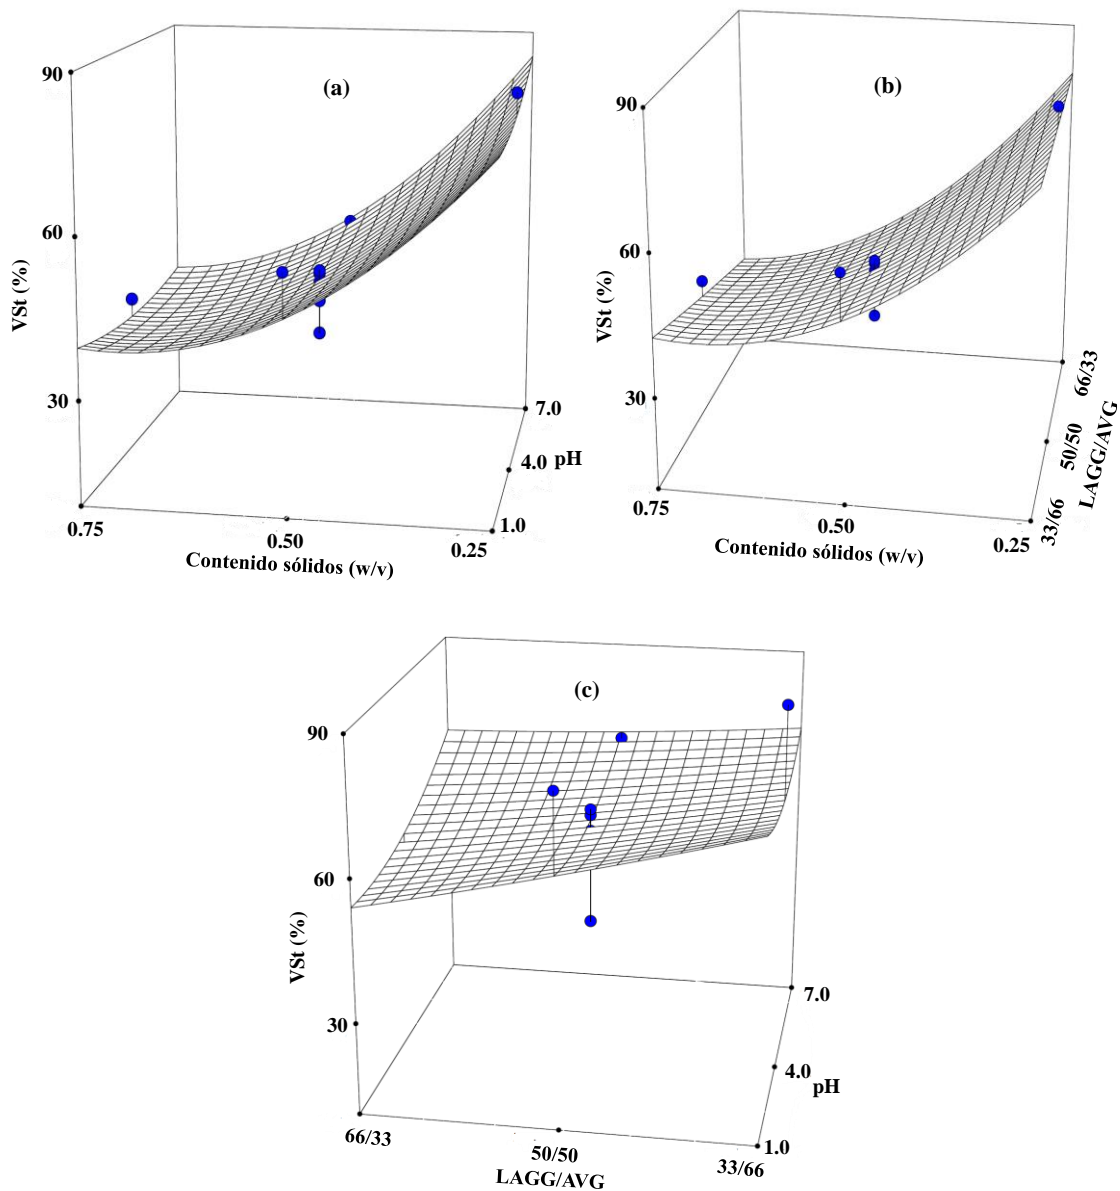 (a)
90
60
30
VSt (%)
0.75
0.50
0.25
Contenido sólidos (w/v)
7.0
4.0
1.0
pH
(b)
90
60
30
VSt (%)
0.75
0.50
0.25
Contenido sólidos (w/v)
66/33
50/50
33/66
LAGG/AVG
(c)
90
60
30
VSt (%)
66/33
50/50
33/66
LAGG/AVG
7.0
4.0
1.0
pH